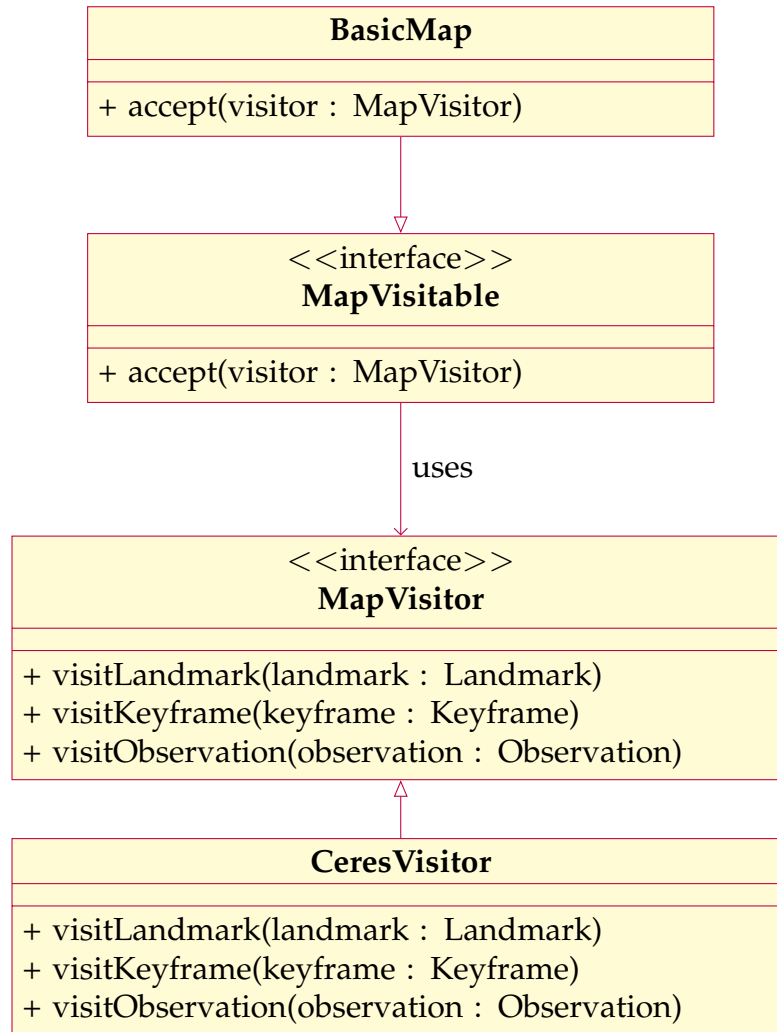 BasicMap
+ accept(visitor : MapVisitor)
<<interface>>
MapVisitable
+ accept(visitor : MapVisitor)
uses
<<interface>>
MapVisitor
+ visitLandmark(landmark : Landmark)
+ visitKeyframe(keyframe : Keyframe)
+ visitObservation(observation : Observation)
CeresVisitor
+ visitLandmark(landmark : Landmark)
+ visitKeyframe(keyframe : Keyframe)
+ visitObservation(observation : Observation)